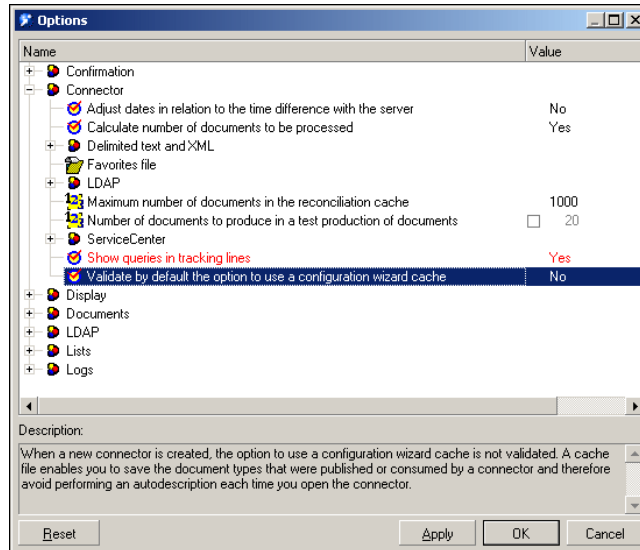 Options
Name Value
Confirmation
Connector
Adjust dates in relation to the time difference with the server No
Calculate number of documents to be processed Yes
Delimited text and XML
Favorites file
LDAP
Maximum number of documents in the reconciliation cache 1000
Number of documents to produce in a test production of documents 20
ServiceCenter
Show queries in tracking lines Yes
Validate by default the option to use a configuration wizard cache No
Display
Documents
LDAP
Lists
Logs
Description:
When a new connector is created, the option to use a configuration wizard cache is not validated. A cache
file enables you to save the document types that were published or consumed by a connector and therefore
avoid performing an autodescription each time you open the connector.
Reset Apply OK Cancel